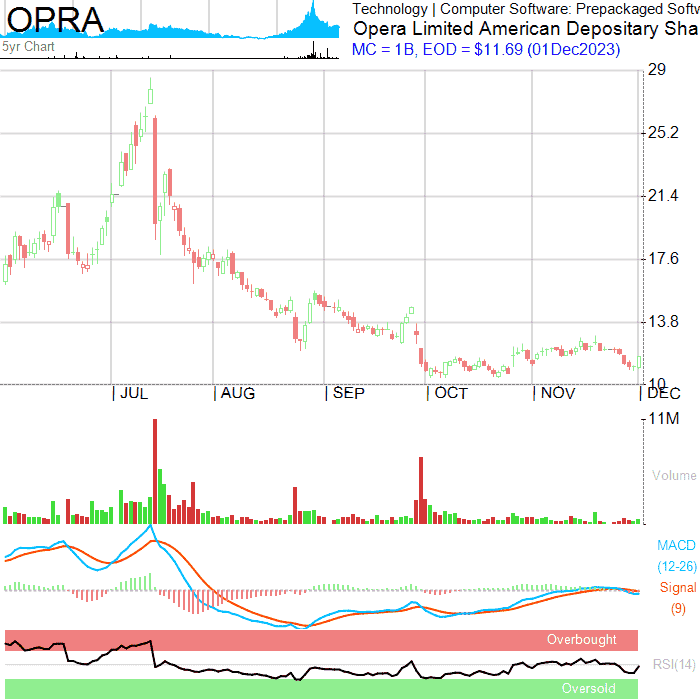 OPRA
5yr Chart
Technology | Computer Software: Prepackaged Softw
Opera Limited American Depositary Sha
MC = 1B, EOD = $11.69 (01Dec2023)
29
25.2
21.4
17.6
13.8
10
| JUL | AUG | SEP | OCT | NOV | DEC
11M
Volume
MACD
(12-26)
Signal
(9)
Overbought
RSI(14)
Oversold